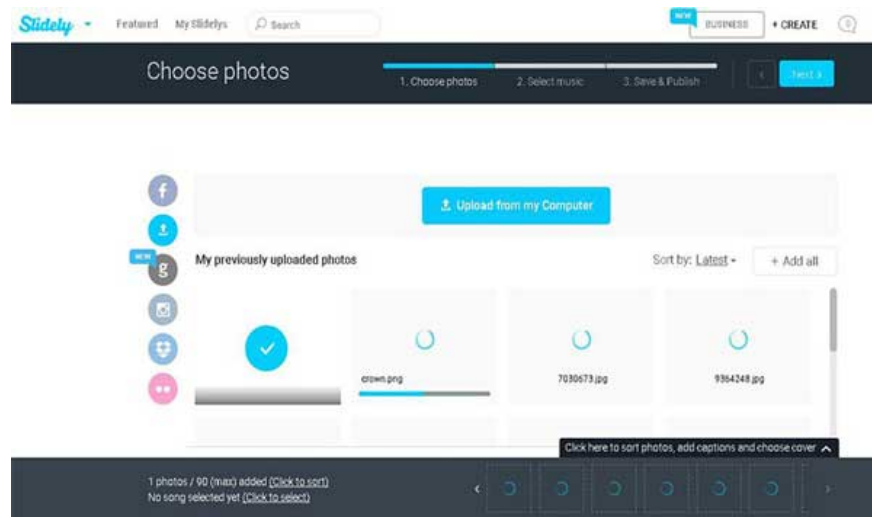 Slidely
Featured My Slidelys Search
NEW BUSINESS + CREATE 0
Choose photos
1. Choose photos 2. Select music 3. Save & Publish
Next
f
Upload from my Computer
NEW g
My previously uploaded photos Sort by: Latest + Add all
crown.png 7030673.jpg 9364248.jpg
Click here to sort photos, add captions and choose cover
1 photos / 90 (max) added (Click to sort)
No song selected yet (Click to select)